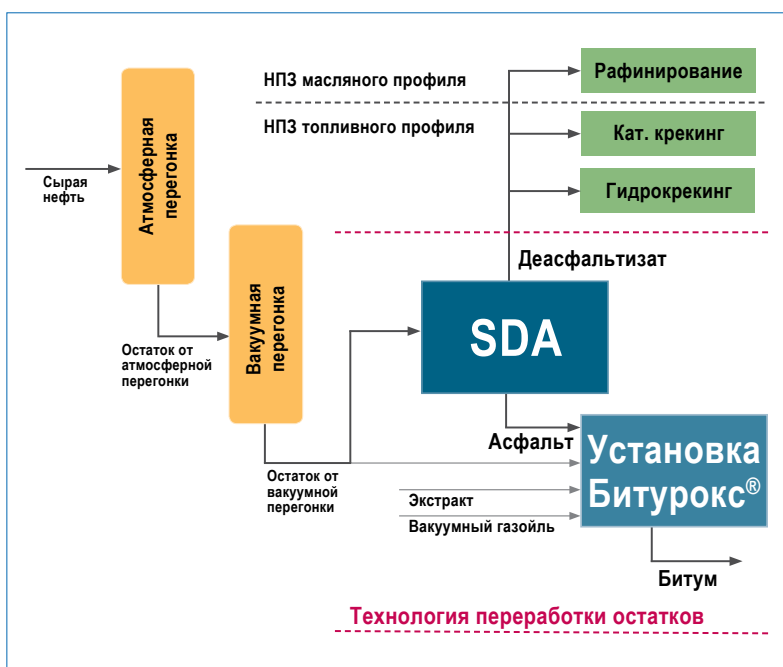 НПЗ масляного профиля
Рафинирование
НПЗ топливного профиля
Кат. крекинг
Гидрокрекинг
Сырая
нефть
Атмосферная
перегонка
Деасфальтизат
Вакуумная
перегонка
SDA
Остаток от
атмосферной
перегонки
Асфальт
Установка
Битурокс®
Остаток от
вакуумной
перегонки
Экстракт
Вакуумный газойль
Битум
Технология переработки остатков